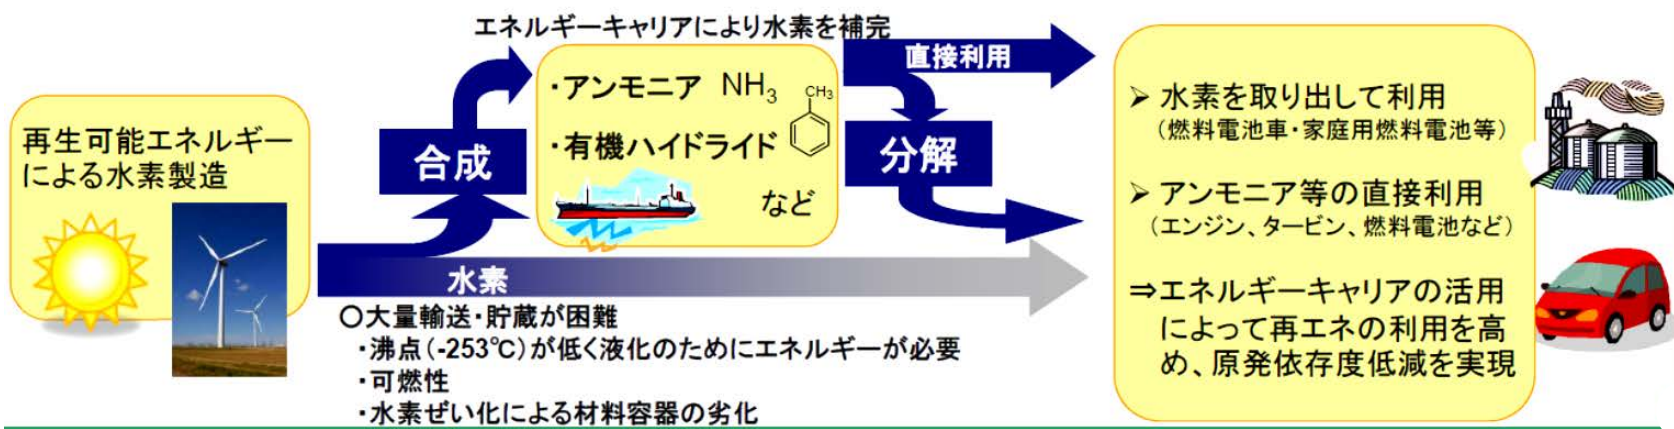 エネルギーキャリアにより水素を補完
再生可能エネルギー
による水素製造
合成
・アンモニア NH3
・有機ハイドライド
CH3
など
直接利用
分解
水素
〇大量輸送・貯蔵が困難
・沸点(-253℃)が低く液化のためにエネルギーが必要
・可燃性
・水素ぜい化による材料容器の劣化
➢ 水素を取り出して利用
(燃料電池車・家庭用燃料電池等)
➢ アンモニア等の直接利用
(エンジン、タービン、燃料電池など)
⇒エネルギーキャリアの活用
によって再エネの利用を高
め、原発依存度低減を実現